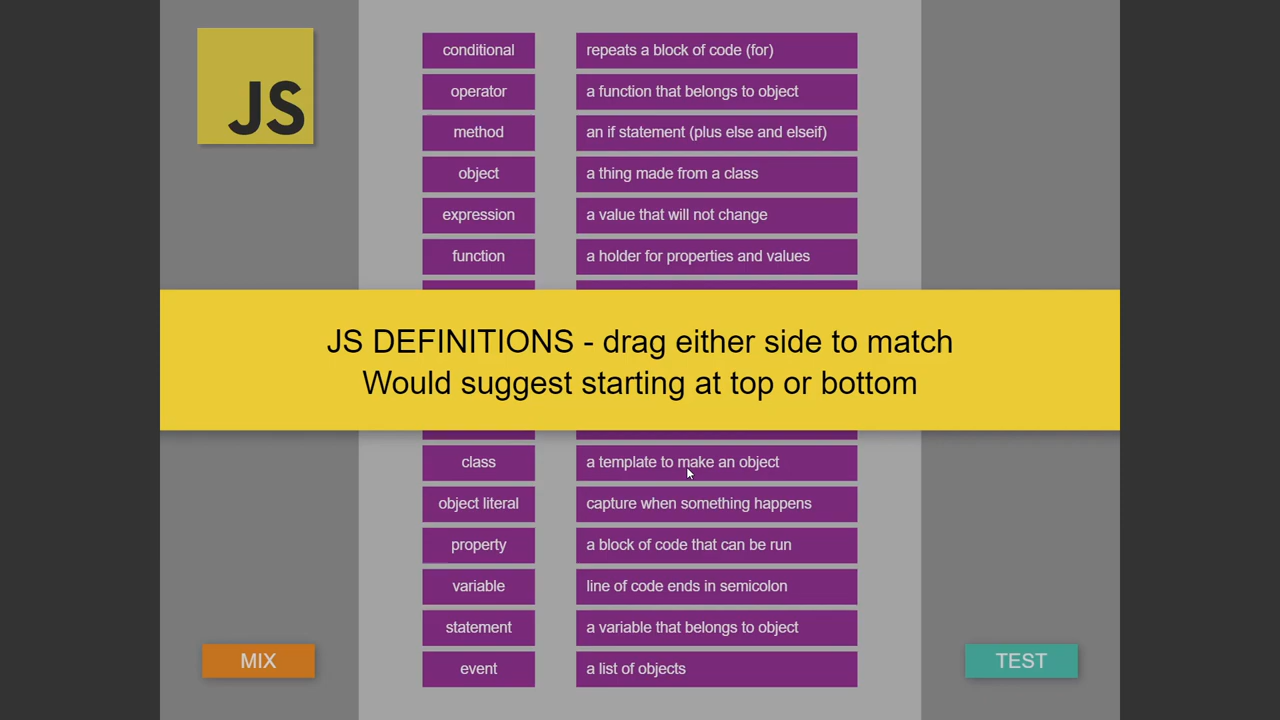 JS
conditional repeats a block of code (for)
operator a function that belongs to object
method an if statement (plus else and elseif)
object a thing made from a class
expression a value that will not change
function a holder for properties and values
JS DEFINITIONS - drag either side to match
Would suggest starting at top or bottom
class a template to make an object
object literal capture when something happens
property a block of code that can be run
variable line of code ends in semicolon
statement a variable that belongs to object
event a list of objects
MIX
TEST